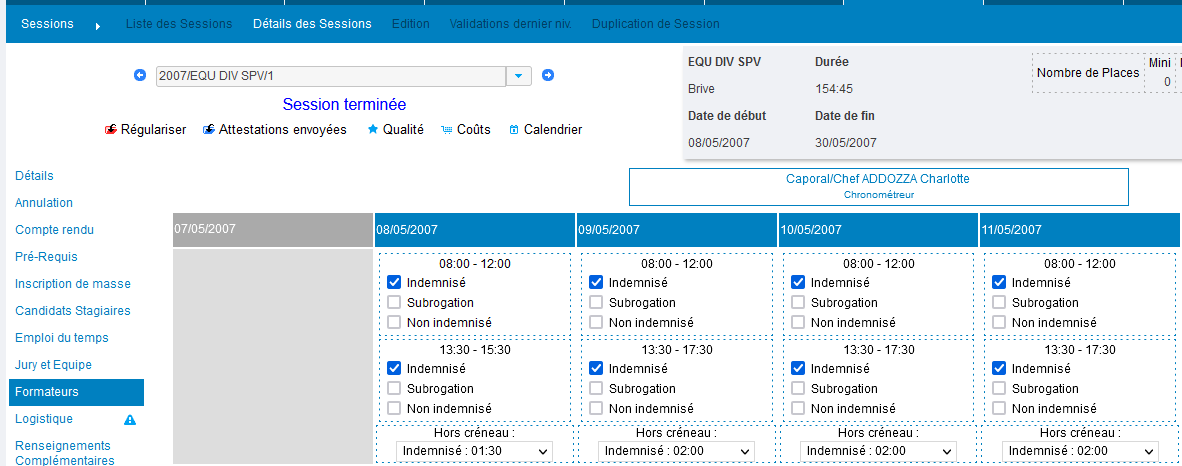 Sessions Liste des Sessions Détails des Sessions Edition Validations dernier niv. Duplication de Session
2007/EQU DIV SPV/1
Session terminée
Régulariser Attestations envoyées Qualité Coûts Calendrier
EQU DIV SPV Durée
Brive 154:45
Date de début Date de fin
08/05/2007 30/05/2007
Nombre de Places Mini
0
Détails
Annulation
Compte rendu
Pré-Requis
Inscription de masse
Candidats Stagiaires
Emploi du temps
Jury et Equipe
Formateurs
Logistique
Renseignements
Complémentaires
Caporal/Chef ADDOZZA Charlotte
Chronométreur
07/05/2007 08/05/2007 09/05/2007 10/05/2007 11/05/2007
08:00 - 12:00 08:00 - 12:00 08:00 - 12:00 08:00 - 12:00
Indemnisé Indemnisé Indemnisé Indemnisé
Subrogation Subrogation Subrogation Subrogation
Non indemnisé Non indemnisé Non indemnisé Non indemnisé
13:30 - 15:30 13:30 - 17:30 13:30 - 17:30 13:30 - 17:30
Indemnisé Indemnisé Indemnisé Indemnisé
Subrogation Subrogation Subrogation Subrogation
Non indemnisé Non indemnisé Non indemnisé Non indemnisé
Hors créneau : Hors créneau : Hors créneau : Hors créneau :
Indemnisé : 01:30 Indemnisé : 02:00 Indemnisé : 02:00 Indemnisé : 02:00